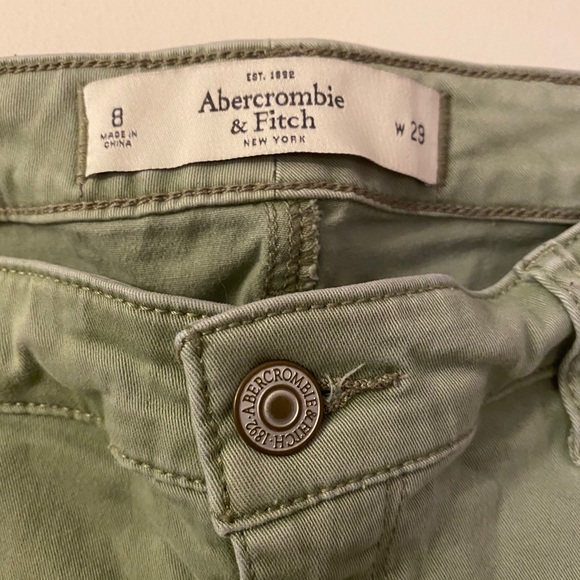 EST. 1892
Abercrombie
& Fitch
NEW YORK
8
MADE IN
CHINA
W 29
ABERCROMBIE & FITCH · 1892 ·